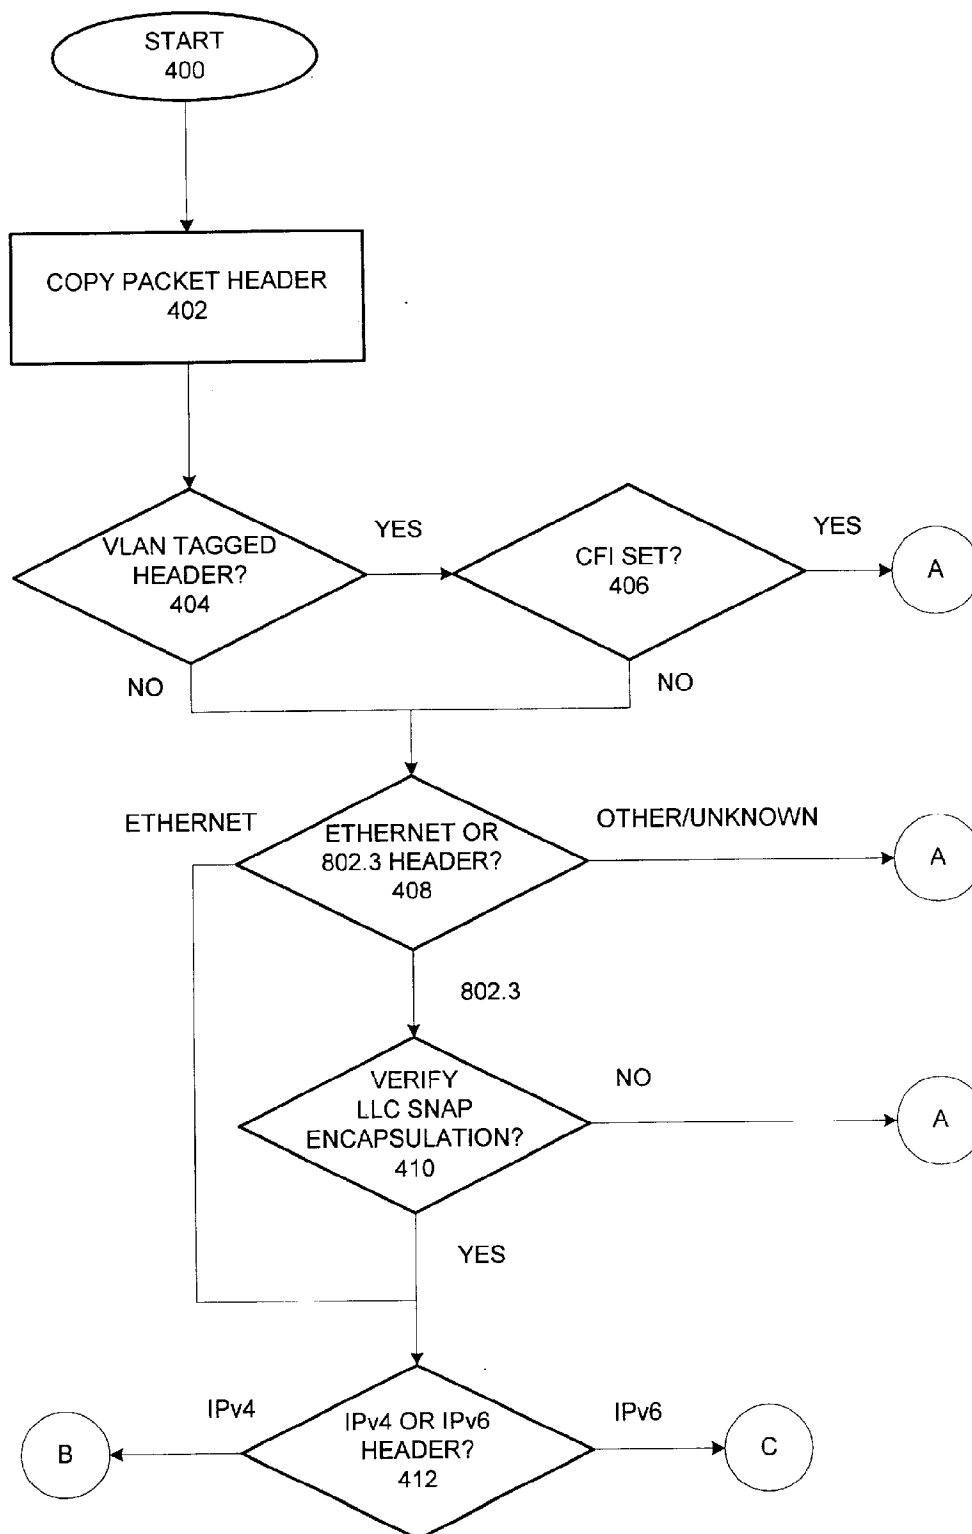 START
400
COPY PACKET HEADER
402
VLAN TAGGED
HEADER?
404
YES
CFI SET?
406
YES
A
NO
NO
ETHERNET
ETHERNET OR
802.3 HEADER?
408
OTHER/UNKNOWN
A
802.3
VERIFY
LLC SNAP
ENCAPSULATION?
410
NO
A
YES
B
IPv4
IPv4 OR IPv6
HEADER?
412
IPv6
C